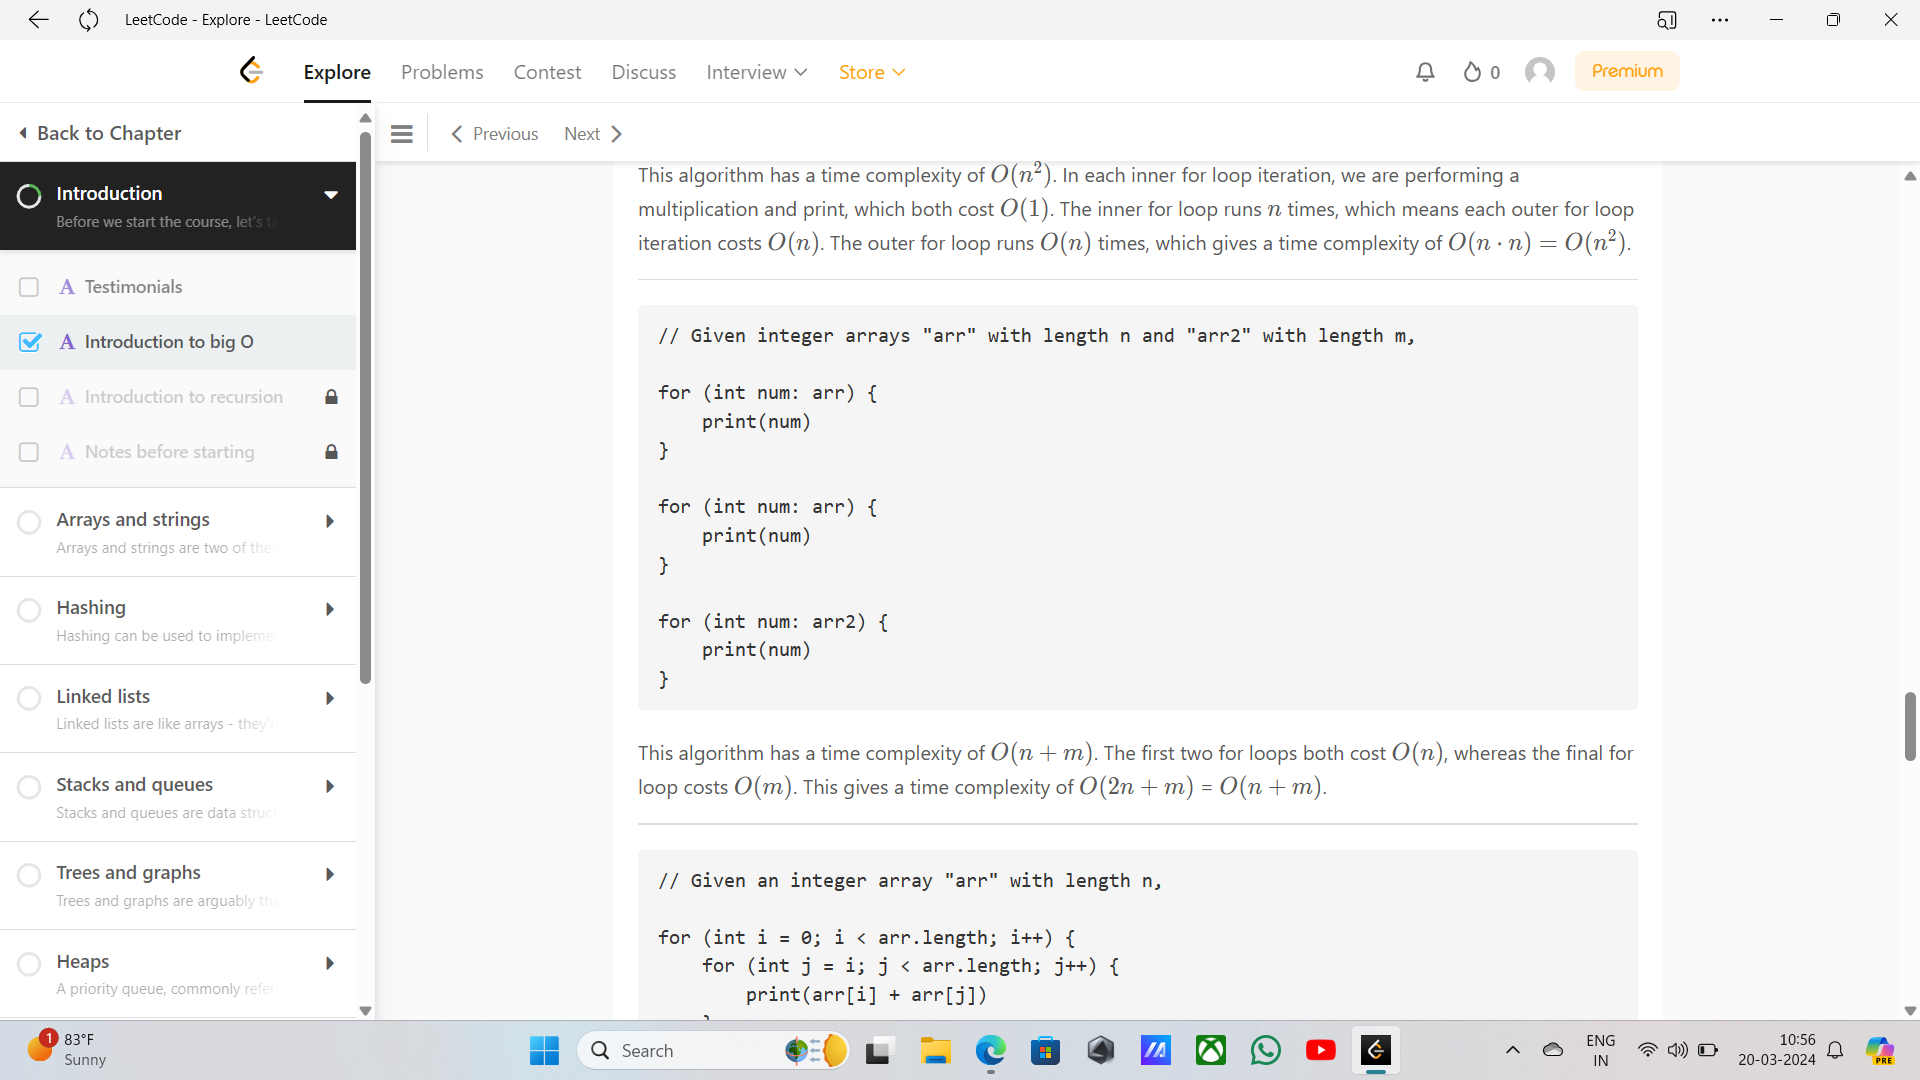 LeetCode - Explore - LeetCode
Explore Problems Contest Discuss Interview Store 0 Premium
Back to Chapter
Previous Next
Introduction
Before we start the course, let's ta
Testimonials
Introduction to big O
Introduction to recursion
Notes before starting
Arrays and strings
Arrays and strings are two of the
Hashing
Hashing can be used to implemen
Linked lists
Linked lists are like arrays - they'r
Stacks and queues
Stacks and queues are data struct
Trees and graphs
Trees and graphs are arguably the
Heaps
A priority queue, commonly refer
This algorithm has a time complexity of O(n²). In each inner for loop iteration, we are performing a
multiplication and print, which both cost O(1). The inner for loop runs n times, which means each outer for loop
iteration costs O(n). The outer for loop runs O(n) times, which gives a time complexity of O(n · n) = O(n²).
// Given integer arrays "arr" with length n and "arr2" with length m,
for (int num: arr) {
    print(num)
}
for (int num: arr) {
    print(num)
}
for (int num: arr2) {
    print(num)
}
This algorithm has a time complexity of O(n + m). The first two for loops both cost O(n), whereas the final for
loop costs O(m). This gives a time complexity of O(2n + m) = O(n + m).
// Given an integer array "arr" with length n,
for (int i = 0; i < arr.length; i++) {
    for (int j = i; j < arr.length; j++) {
        print(arr[i] + arr[j])
1
83°F
Sunny
Search
PRE
ENG
IN
10:56
20-03-2024